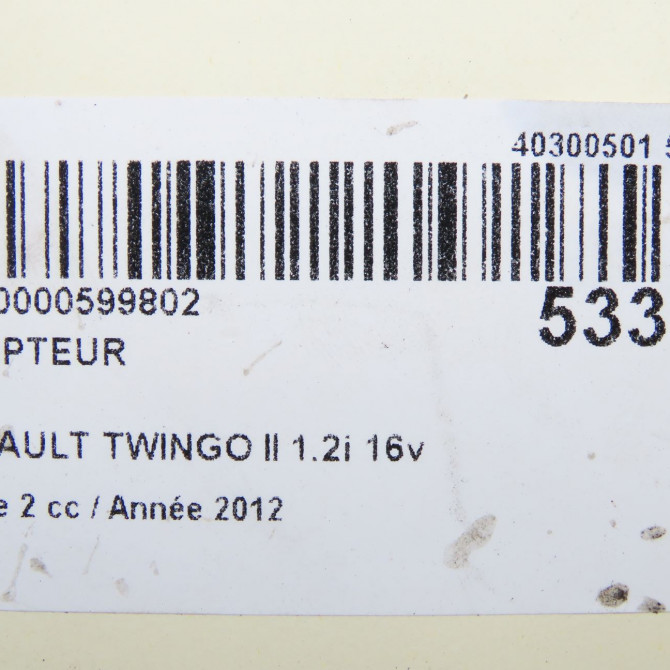 40300501 5
0000599802
533
PTEUR
AULT TWINGO II 1.2i 16v
e 2 cc / Année 2012